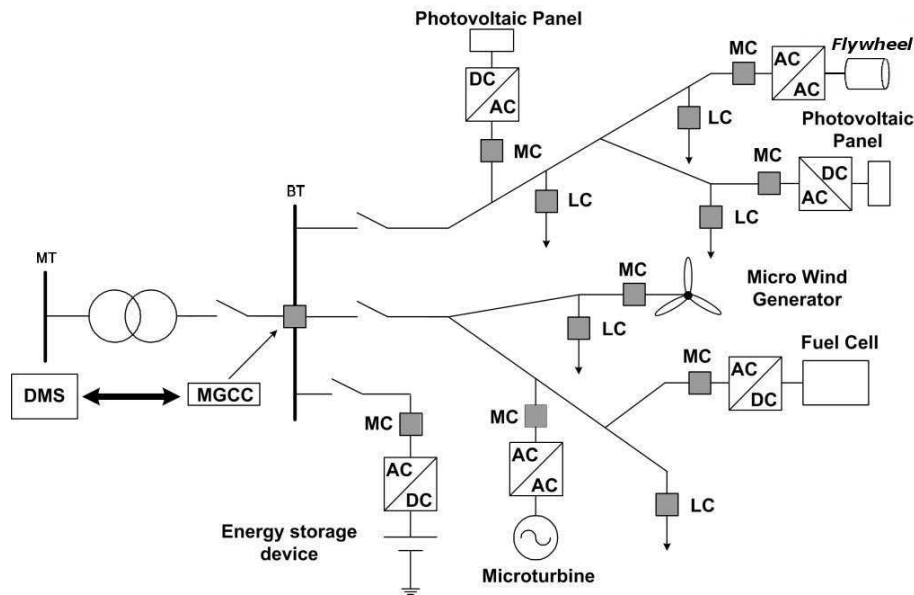 Photovoltaic Panel
DC
AC
MC
MC
AC
AC
Flywheel
LC
Photovoltaic
Panel
MC
DC
AC
LC
LC
BT
MT
MC
Micro Wind
Generator
LC
Fuel Cell
MC
AC
DC
DMS
MGCC
MC
AC
DC
MC
AC
AC
LC
Energy storage
device
Microturbine